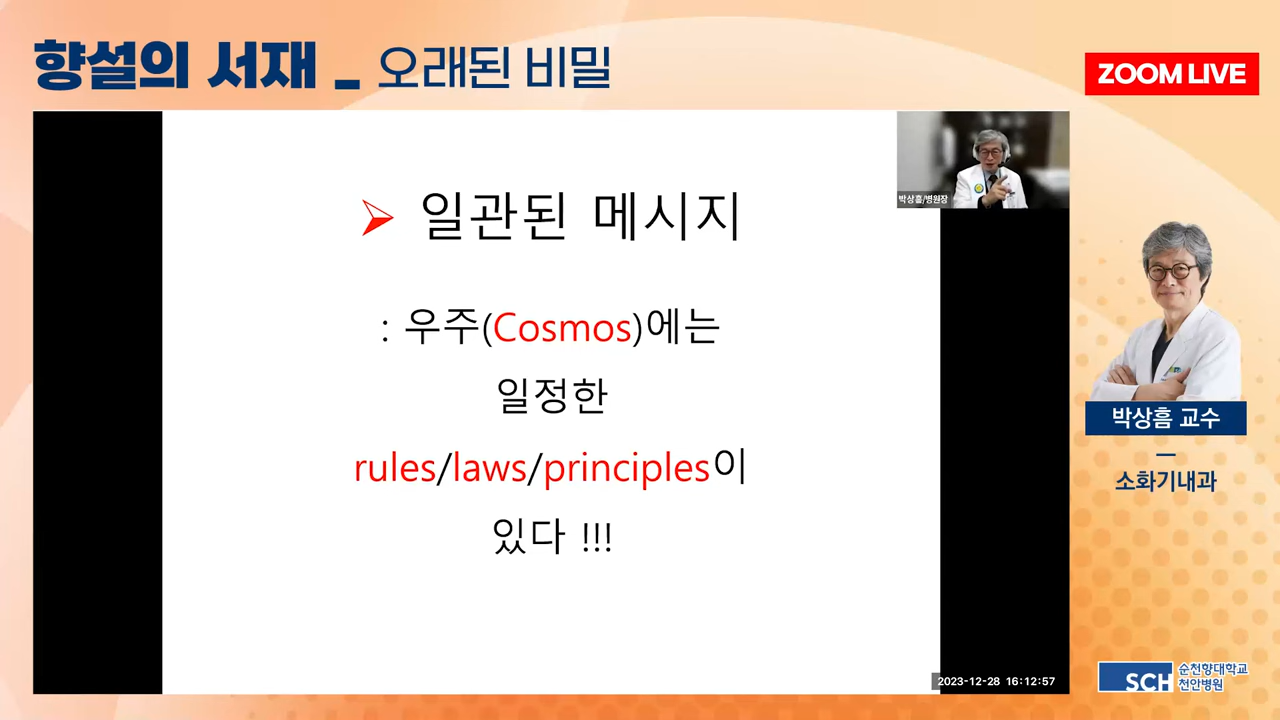 향설의 서재 _ 오래된 비밀
ZOOM LIVE
➢ 일관된 메시지
: 우주(Cosmos)에는
일정한
rules/laws/principles이
있다 !!!
박상흠/병원장
박상흠 교수
소화기내과
2023-12-28 16:12:57
SCH 순천향대학교
천안병원